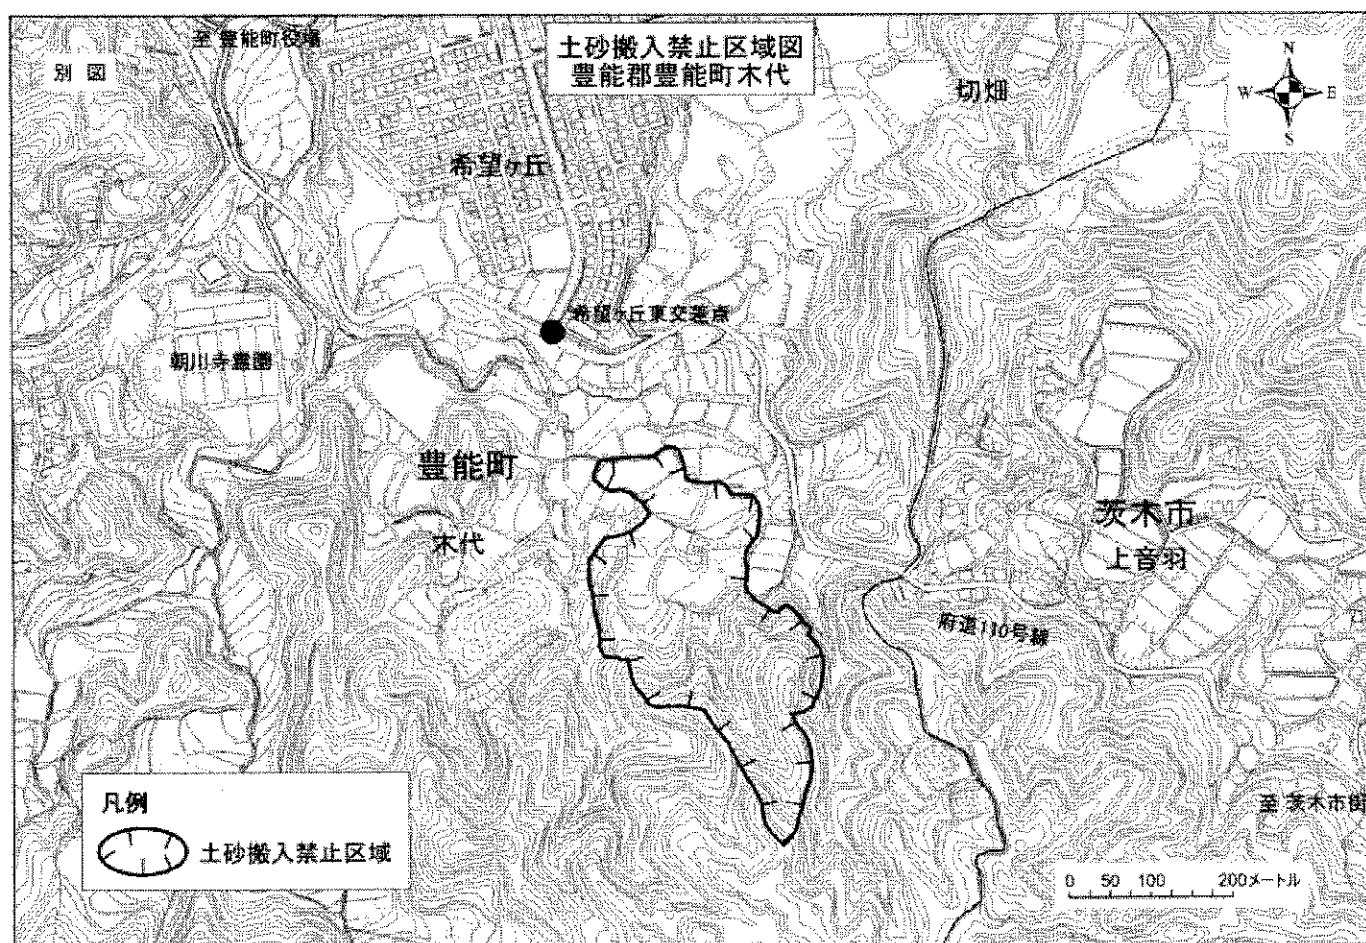 至 豊能町役場
別 図
土砂搬入禁止区域図
豊能郡豊能町木代
切畑
N
W
E
S
希望ヶ丘
希望ヶ丘東交差点
朝川寺霊園
豊能町
木代
茨木市
上音羽
府道110号線
凡例
土砂搬入禁止区域
至 茨木市街
0 50 100 200メートル